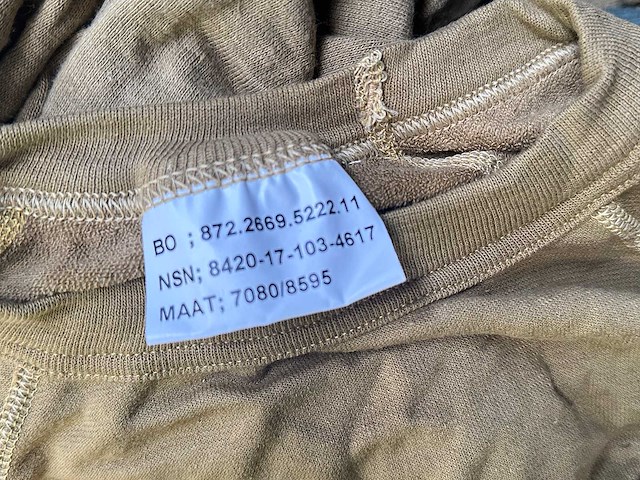 BO ; 872.2669.5222.11
NSN; 8420-17-103-4617
MAAT; 7080/8595